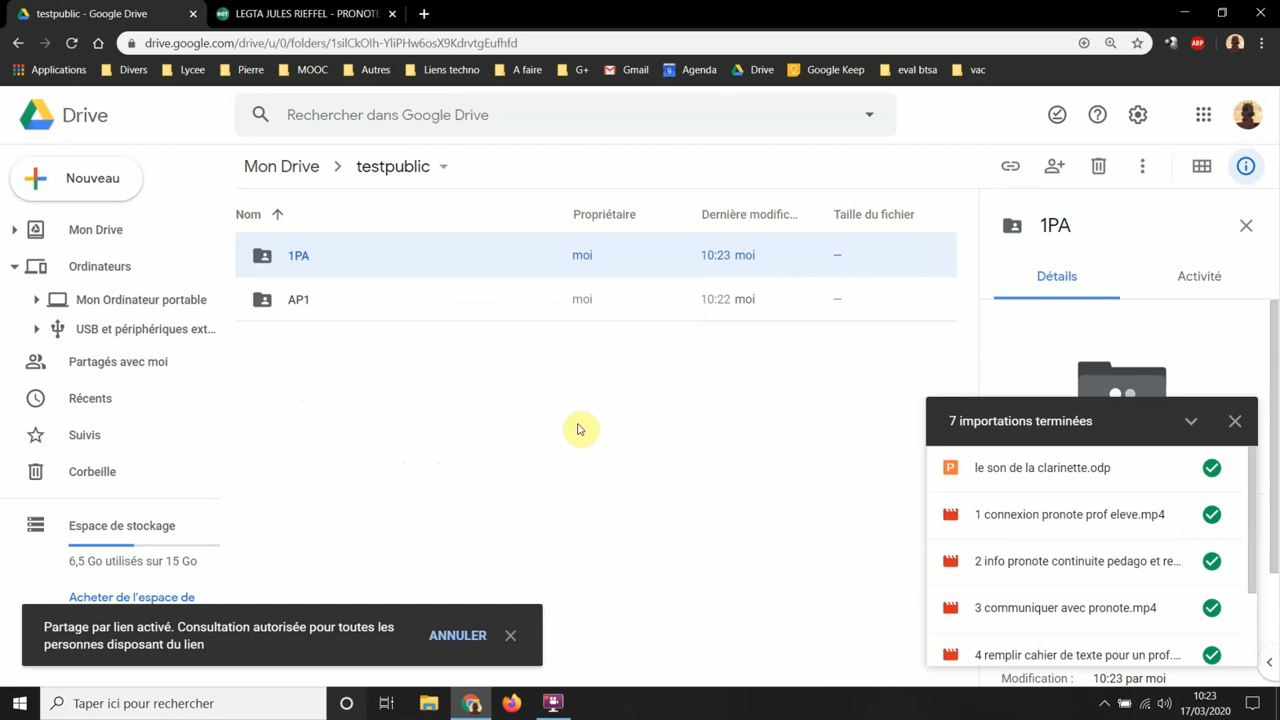 testpublic - Google Drive
LEGTA JULES RIEFFEL - PRONOTE
drive.google.com/drive/u/0/folders/1silCkOIh-YliPHw6osX9KdrvtgEufhfd
ABP
Applications Divers Lycee Pierre MOOC Autres Liens techno A faire G+ Gmail Agenda Drive Google Keep eval btsa vac
Drive
Rechercher dans Google Drive
Nouveau
Mon Drive
Ordinateurs
Mon Ordinateur portable
USB et périphériques ext...
Partagés avec moi
Récents
Suivis
Corbeille
Espace de stockage
6,5 Go utilisés sur 15 Go
Acheter de l'espace de
Mon Drive > testpublic
Nom Propriétaire Dernière modific... Taille du fichier
1PA moi 10:23 moi –
AP1 moi 10:22 moi –
1PA
Détails Activité
7 importations terminées
le son de la clarinette.odp
1 connexion pronote prof eleve.mp4
2 info pronote continuite pedago et re...
3 communiquer avec pronote.mp4
4 remplir cahier de texte pour un prof....
Modification : 10:23 par moi
Partage par lien activé. Consultation autorisée pour toutes les
personnes disposant du lien
ANNULER
Taper ici pour rechercher
10:23
17/03/2020